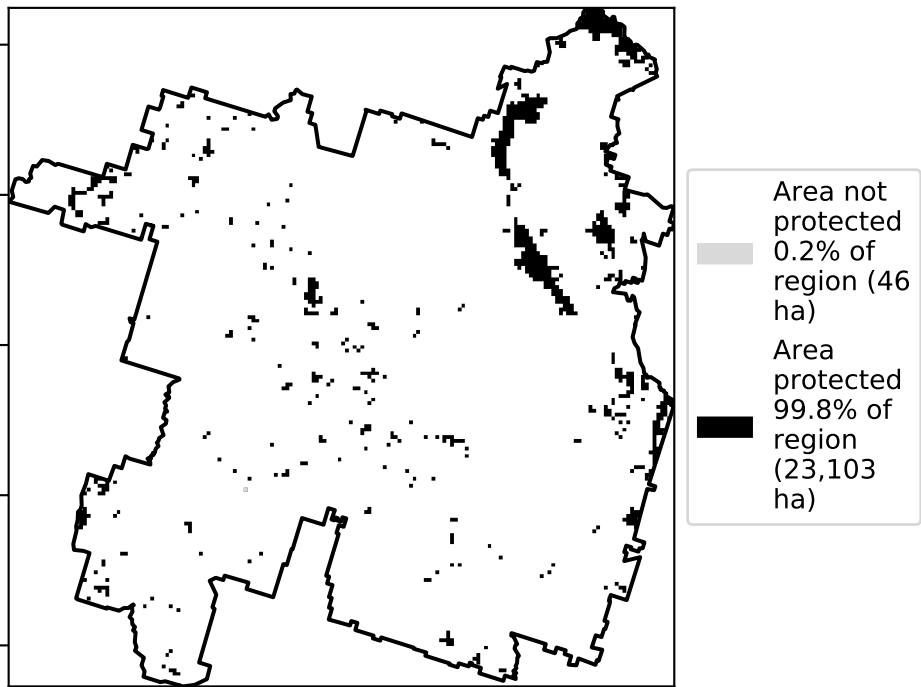 Area not
protected
0.2% of
region (46
ha)
Area
protected
99.8% of
region
(23,103
ha)